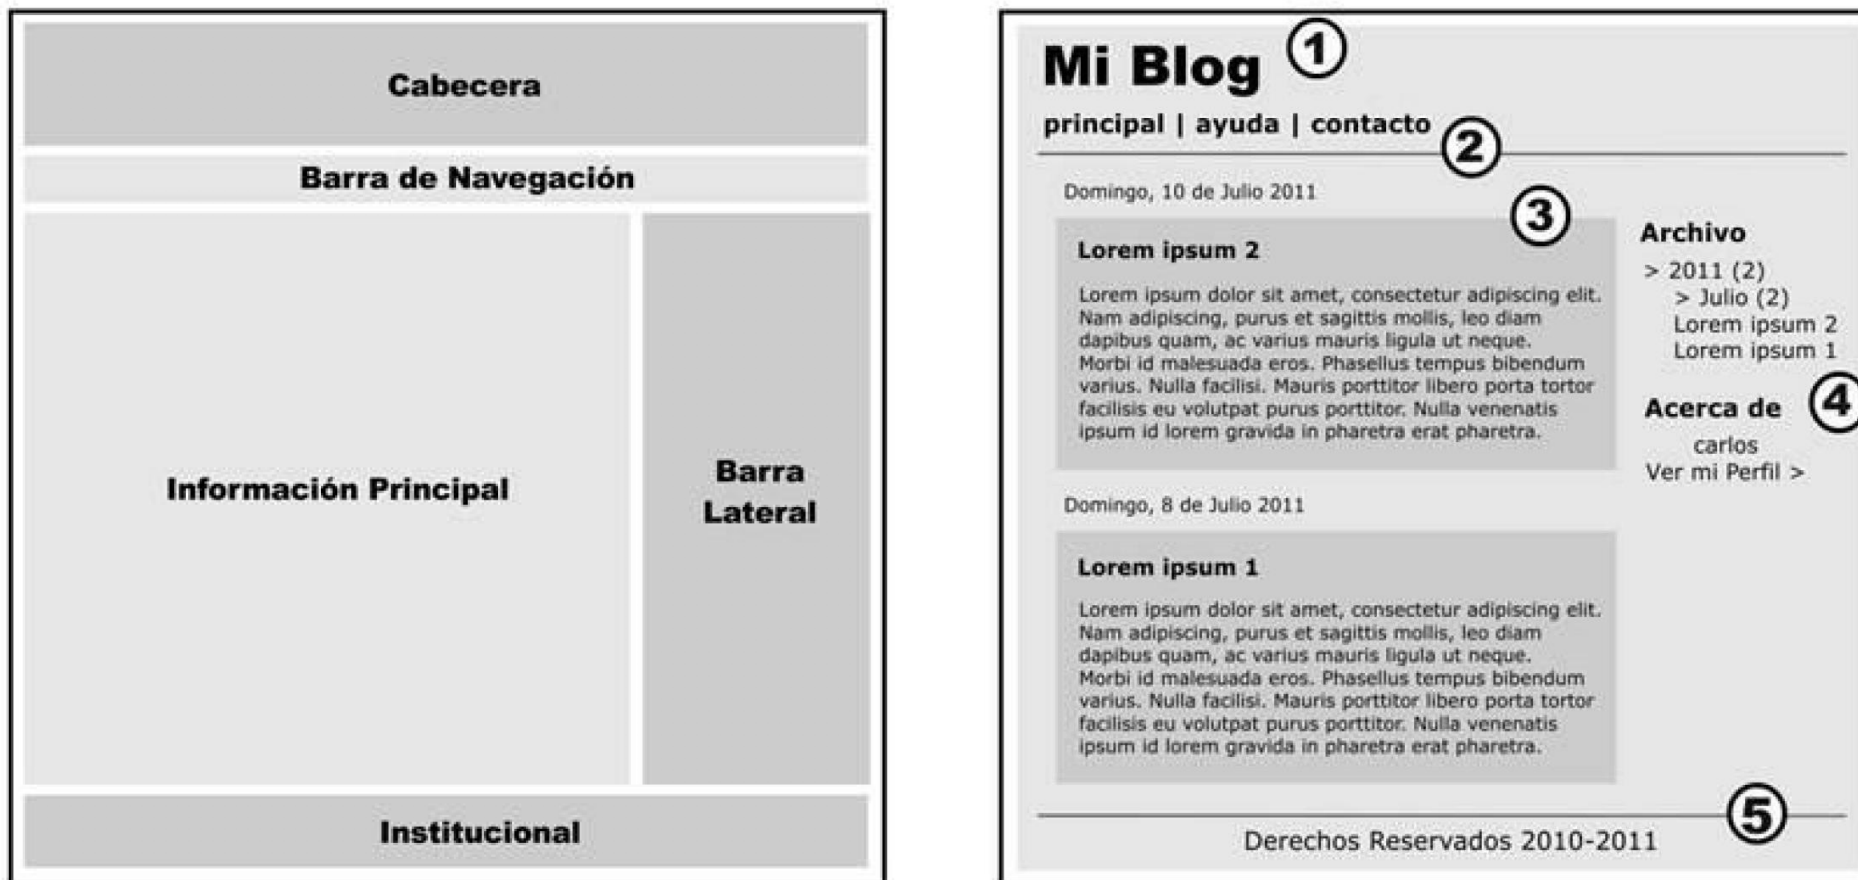 Cabecera
Barra de Navegación
Información Principal
Barra
Lateral
Institucional
Mi Blog
1
principal | ayuda | contacto
2
Domingo, 10 de Julio 2011
3
Lorem ipsum 2
Lorem ipsum dolor sit amet, consectetur adipiscing elit.
Nam adipiscing, purus et sagittis mollis, leo diam
dapibus quam, ac varius mauris ligula ut neque.
Morbi id malesuada eros. Phasellus tempus bibendum
varius. Nulla facilisi. Mauris porttitor libero porta tortor
facilisis eu volutpat purus porttitor. Nulla venenatis
ipsum id lorem gravida in pharetra erat pharetra.
Domingo, 8 de Julio 2011
Lorem ipsum 1
Lorem ipsum dolor sit amet, consectetur adipiscing elit.
Nam adipiscing, purus et sagittis mollis, leo diam
dapibus quam, ac varius mauris ligula ut neque.
Morbi id malesuada eros. Phasellus tempus bibendum
varius. Nulla facilisi. Mauris porttitor libero porta tortor
facilisis eu volutpat purus porttitor. Nulla venenatis
ipsum id lorem gravida in pharetra erat pharetra.
Archivo
> 2011 (2)
> Julio (2)
Lorem ipsum 2
Lorem ipsum 1
4
Acerca de
carlos
Ver mi Perfil >
5
Derechos Reservados 2010-2011